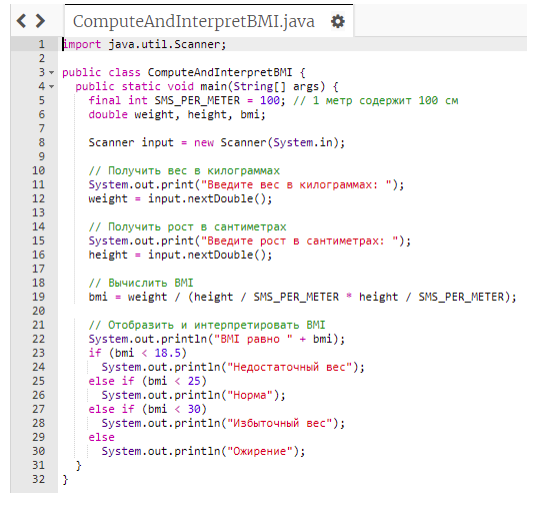 ComputeAndInterpretBMI.java
1 import java.util.Scanner;
2
3 public class ComputeAndInterpretBMI {
4   public static void main(String[] args) {
5     final int SMS_PER_METER = 100; // 1 метр содержит 100 см
6     double weight, height, bmi;
7
8     Scanner input = new Scanner(System.in);
9
10     // Получить вес в килограммах
11     System.out.print("Введите вес в килограммах: ");
12     weight = input.nextDouble();
13
14     // Получить рост в сантиметрах
15     System.out.print("Введите рост в сантиметрах: ");
16     height = input.nextDouble();
17
18     // Вычислить BMI
19     bmi = weight / (height / SMS_PER_METER * height / SMS_PER_METER);
20
21     // Отобразить и интерпретировать BMI
22     System.out.println("BMI равно " + bmi);
23     if (bmi < 18.5)
24       System.out.println("Недостаточный вес");
25     else if (bmi < 25)
26       System.out.println("Норма");
27     else if (bmi < 30)
28       System.out.println("Избыточный вес");
29     else
30       System.out.println("Ожирение");
31   }
32 }